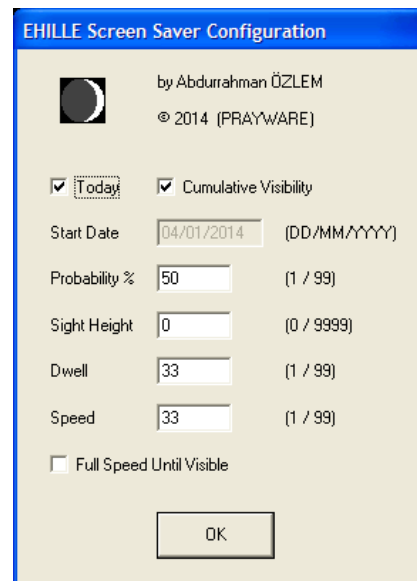 EHILLE Screen Saver Configuration
by Abdurrahman ÖZLEM
© 2014 (PRAYWARE)
Today Cumulative Visibility
Start Date 04/01/2014 (DD/MM/YYYY)
Probability % 50 (1 / 99)
Sight Height 0 (0 / 9999)
Dwell 33 (1 / 99)
Speed 33 (1 / 99)
Full Speed Until Visible
OK